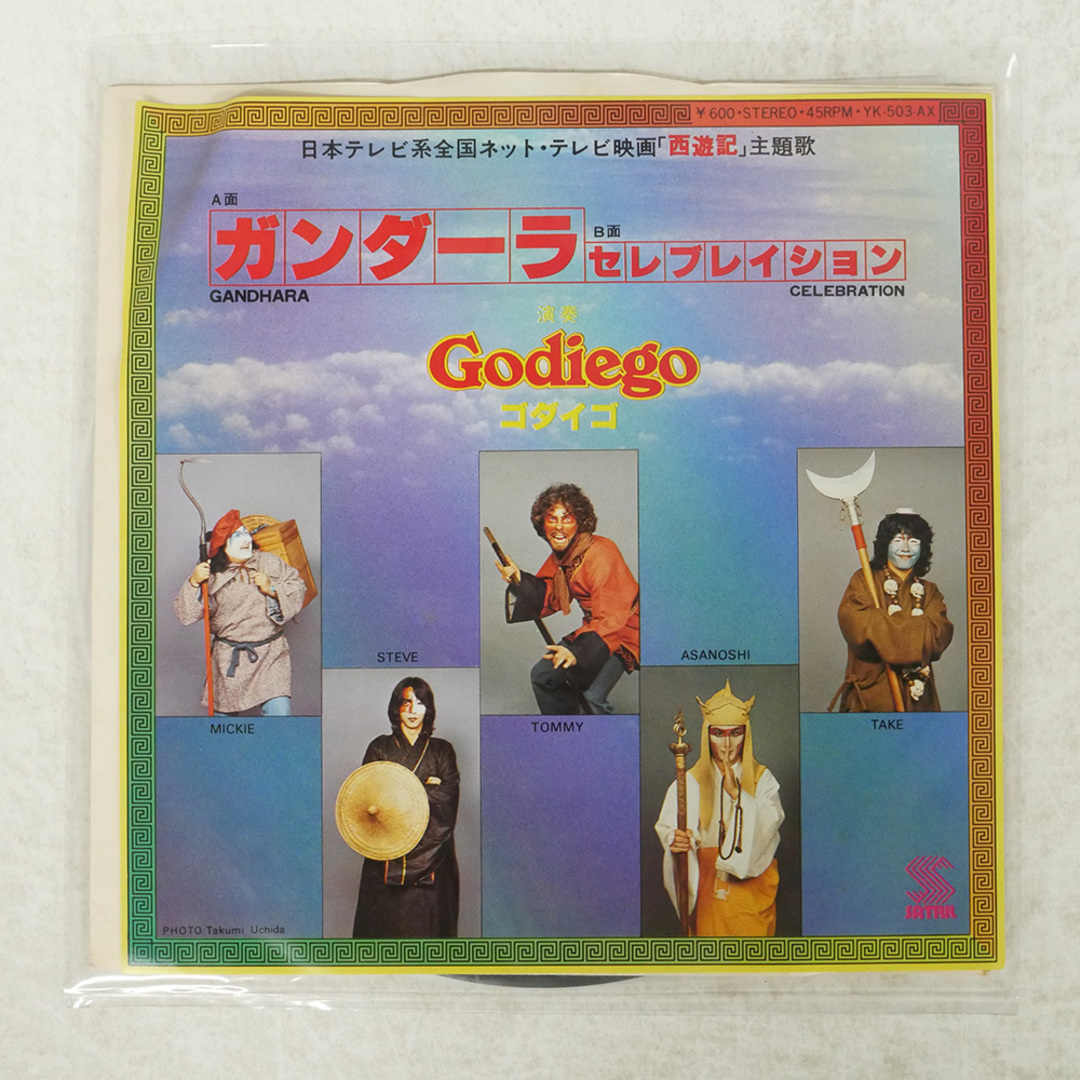 ¥600・STEREO・45RPM・YK-503-AX
日本テレビ系全国ネット・テレビ映画「西遊記」主題歌
A面
ガンダーラ
GANDHARA
B面
セレブレイション
CELEBRATION
演奏
Godiego
ゴダイゴ
MICKIE
STEVE
TOMMY
ASANOSHI
TAKE
SATRIL
PHOTO:Takumi Uchida